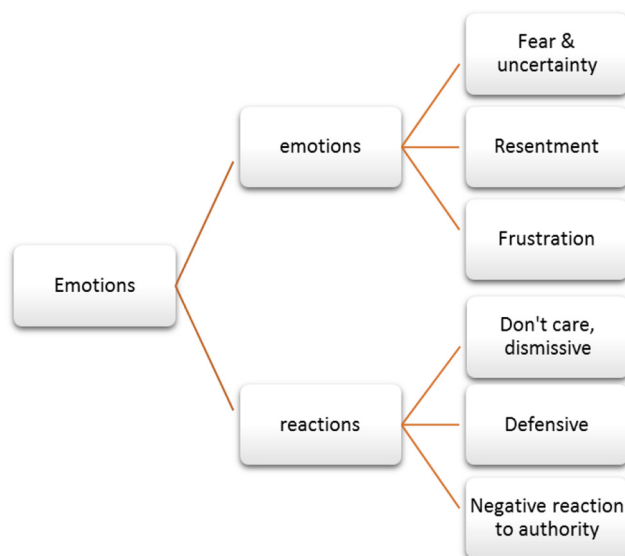 Fear &
uncertainty
emotions
Resentment
Frustration
Emotions
Don't care,
dismissive
reactions
Defensive
Negative reaction
to authority